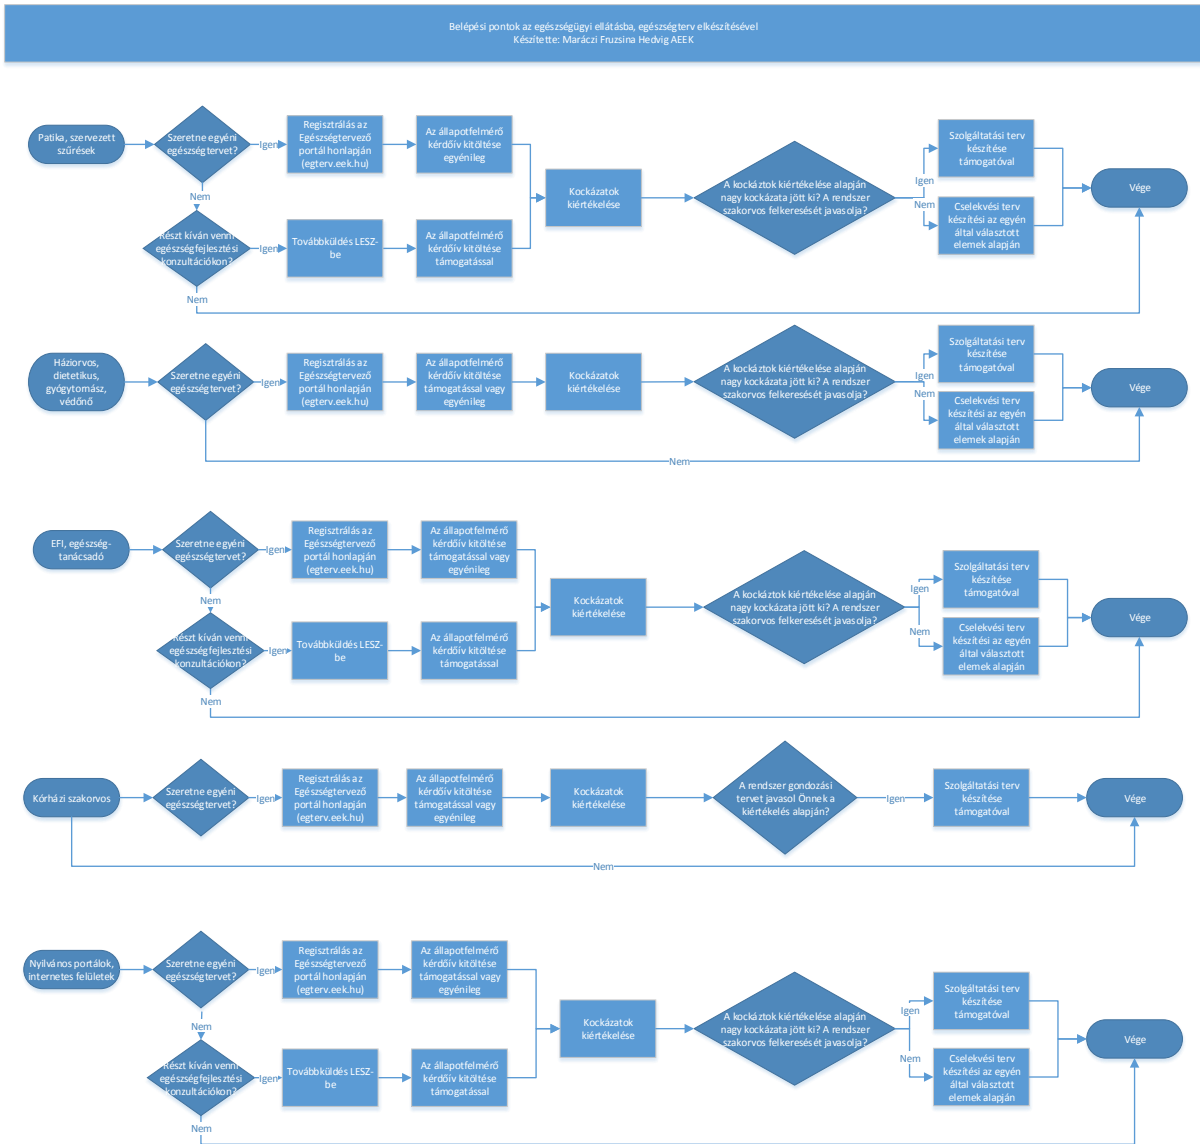 Belépési pontok az egészségügyi ellátásba, egészségterv elkészítésével
Készítette: Maráczi Fruzsina Hedvig AEEK
Patika, szervezett
szűrések
Szeretne egyéni
egészségtervet?
Igen
Regisztrálás az
Egészségtervező
portál honlapján
(egterv.eek.hu)
Az állapotfelmérő
kérdőív kitöltése
egyénileg
Nem
Részt kíván venni
egészségfejlesztési
konzultációkon?
Igen
Továbbküldés LESZ-
be
Az állapotfelmérő
kérdőív kitöltése
támogatással
Nem
Kockázatok
kiértékelése
A kockáztok kiértékelése alapján
nagy kockázata jött ki? A rendszer
szakorvos felkeresését javasolja?
Igen
Nem
Szolgáltatási terv
készítése
támogatóval
Cselekvési terv
készítési az egyén
által választott
elemek alapján
Vége
Háziorvos,
dietetikus,
gyógytornász,
védőnő
Szeretne egyéni
egészségtervet?
Igen
Regisztrálás az
Egészségtervező
portál honlapján
(egterv.eek.hu)
Az állapotfelmérő
kérdőív kitöltése
támogatással vagy
egyénileg
Kockázatok
kiértékelése
A kockáztok kiértékelése alapján
nagy kockázata jött ki? A rendszer
szakorvos felkeresését javasolja?
Igen
Nem
Szolgáltatási terv
készítése
támogatóval
Cselekvési terv
készítési az egyén
által választott
elemek alapján
Vége
Nem
EFI, egészség-
tanácsadó
Szeretne egyéni
egészségtervet?
Igen
Regisztrálás az
Egészségtervező
portál honlapján
(egterv.eek.hu)
Az állapotfelmérő
kérdőív kitöltése
támogatással vagy
egyénileg
Nem
Részt kíván venni
egészségfejlesztési
konzultációkon?
Igen
Továbbküldés LESZ-
be
Az állapotfelmérő
kérdőív kitöltése
támogatással
Nem
Kockázatok
kiértékelése
A kockáztok kiértékelése alapján
nagy kockázata jött ki? A rendszer
szakorvos felkeresését javasolja?
Igen
Nem
Szolgáltatási terv
készítése
támogatóval
Cselekvési terv
készítési az egyén
által választott
elemek alapján
Vége
Kórházi szakorvos
Szeretne egyéni
egészségtervet?
Igen
Regisztrálás az
Egészségtervező
portál honlapján
(egterv.eek.hu)
Az állapotfelmérő
kérdőív kitöltése
támogatással vagy
egyénileg
Kockázatok
kiértékelése
A rendszer gondozási
tervet javasol Önnek a
kiértékelés alapján?
Igen
Szolgáltatási terv
készítése
támogatóval
Vége
Nem
Nyilvános portálok,
internetes felületek
Szeretne egyéni
egészségtervet?
Igen
Regisztrálás az
Egészségtervező
portál honlapján
(egterv.eek.hu)
Az állapotfelmérő
kérdőív kitöltése
támogatással vagy
egyénileg
Nem
Részt kíván venni
egészségfejlesztési
konzultációkon?
Igen
Továbbküldés LESZ-
be
Az állapotfelmérő
kérdőív kitöltése
támogatással
Nem
Kockázatok
kiértékelése
A kockáztok kiértékelése alapján
nagy kockázata jött ki? A rendszer
szakorvos felkeresését javasolja?
Igen
Nem
Szolgáltatási terv
készítése
támogatóval
Cselekvési terv
készítési az egyén
által választott
elemek alapján
Vége